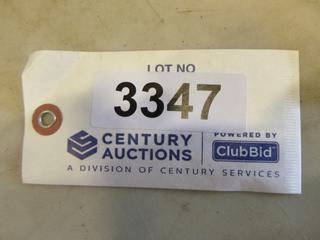 LOT NO
3347
CENTURY AUCTIONS
POWERED BY
ClubBid
A DIVISION OF CENTURY SERVICES